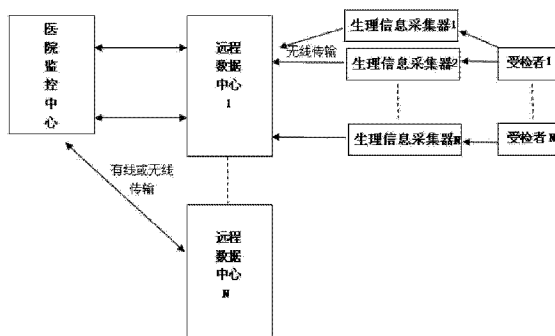 医
院
监
控
中
心
远程
数据
中心
1
无线传输
生理信息采集器1
生理信息采集器2
生理信息采集器N
受检者1
受检者N
有线或无线
传输
远程
数据
中心
N